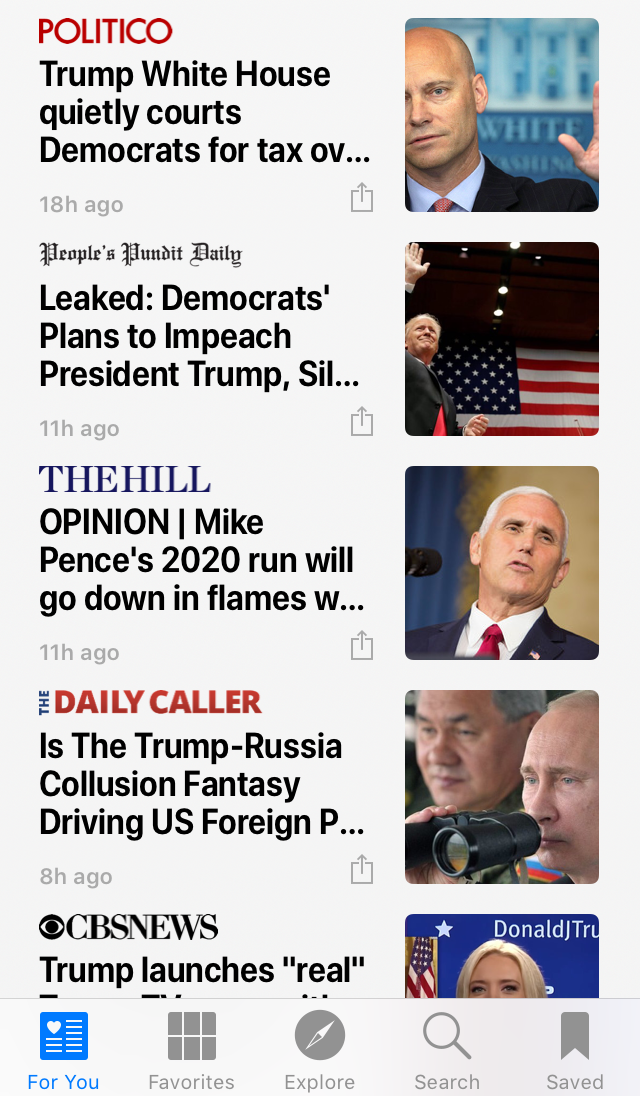 POLITICO
Trump White House
quietly courts
Democrats for tax ov...
18h ago
WHITE
WASHING
People's Pundit Daily
Leaked: Democrats'
Plans to Impeach
President Trump, Sil...
11h ago
THE HILL
OPINION | Mike
Pence's 2020 run will
go down in flames w...
11h ago
THE DAILY CALLER
Is The Trump-Russia
Collusion Fantasy
Driving US Foreign P...
8h ago
CBSNEWS
DonaldJTru
Trump launches "real"
For You
Favorites
Explore
Search
Saved